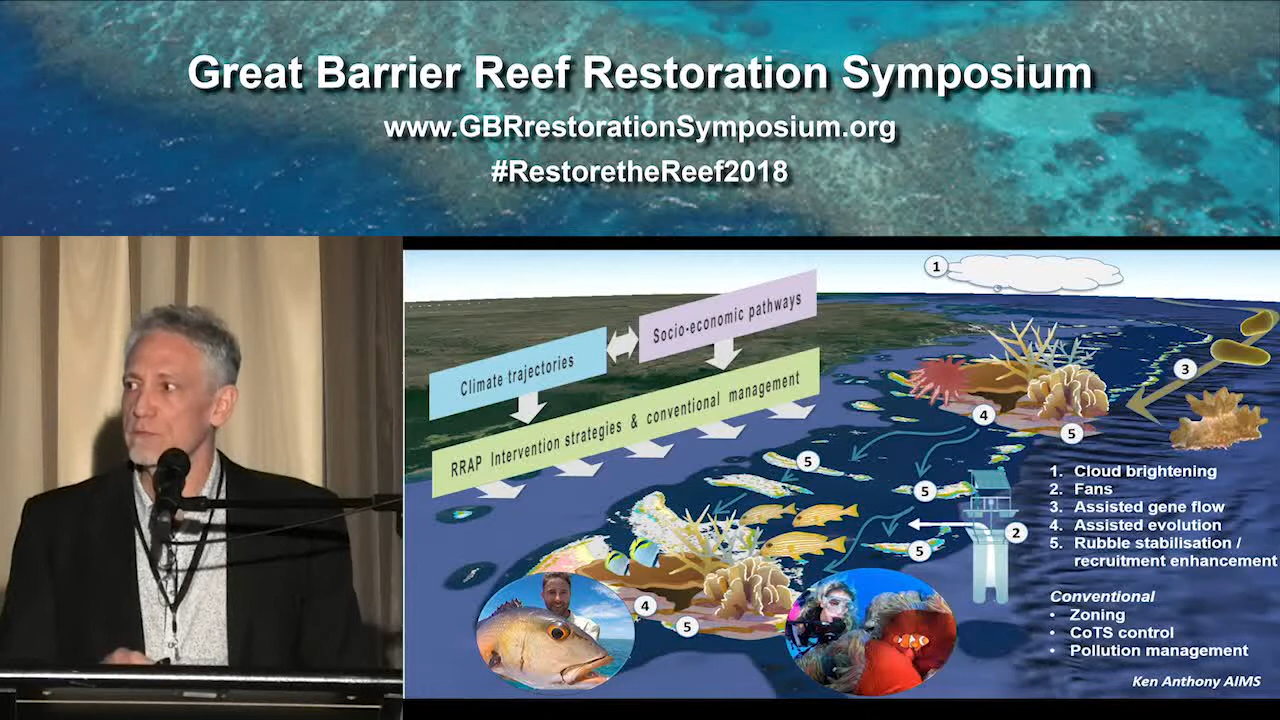 Great Barrier Reef Restoration Symposium
www.GBRrestorationSymposium.org
#RestoretheReef2018
1
Climate trajectories
Socio-economic pathways
RRAP Intervention strategies & conventional management
3
4
5
5
5
2
5
4
5
1. Cloud brightening
2. Fans
3. Assisted gene flow
4. Assisted evolution
5. Rubble stabilisation /
recruitment enhancement
Conventional
• Zoning
• CoTS control
• Pollution management
Ken Anthony AIMS